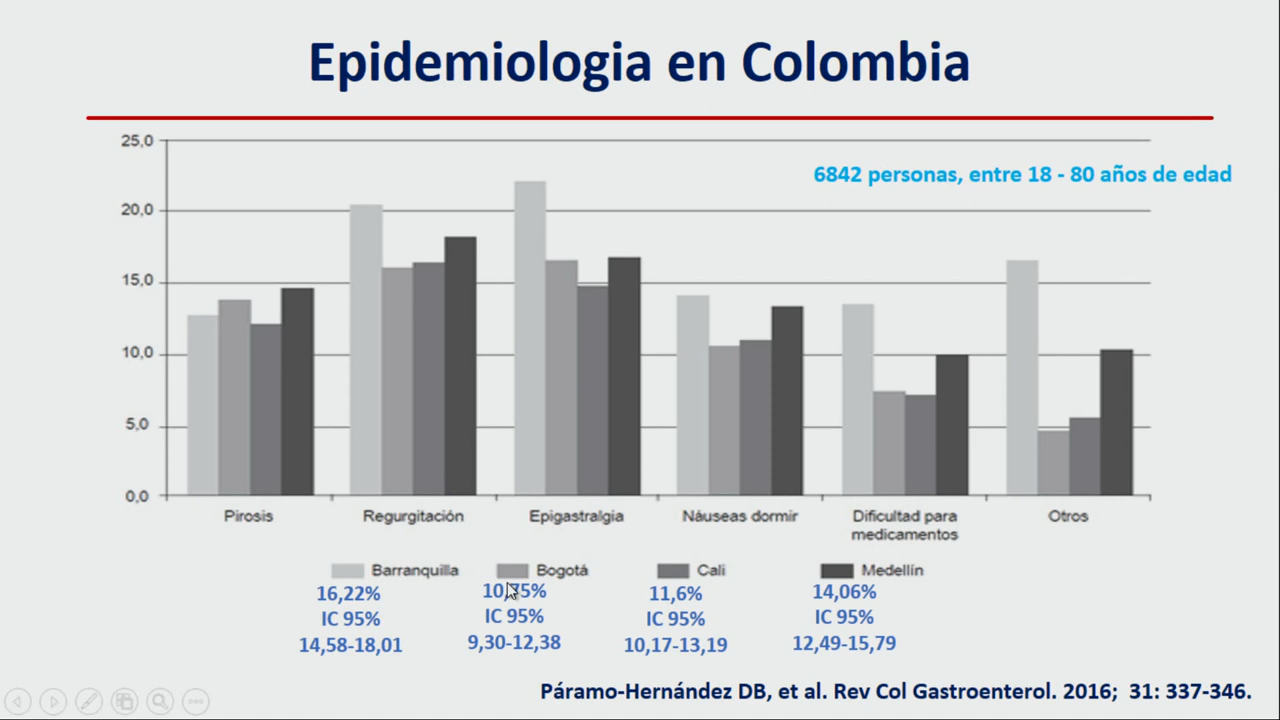 Epidemiologia en Colombia
6842 personas, entre 18 - 80 años de edad
25,0
20,0
15,0
10,0
5,0
0,0
Pirosis Regurgitación Epigastralgia Náuseas dormir Dificultad para medicamentos Otros
Barranquilla Bogotá Cali Medellín
16,22% 11,6% 14,06%
IC 95% IC 95% IC 95% IC 95%
14,58-18,01 9,30-12,38 10,17-13,19 12,49-15,79
Páramo-Hernández DB, et al. Rev Col Gastroenterol. 2016; 31: 337-346.